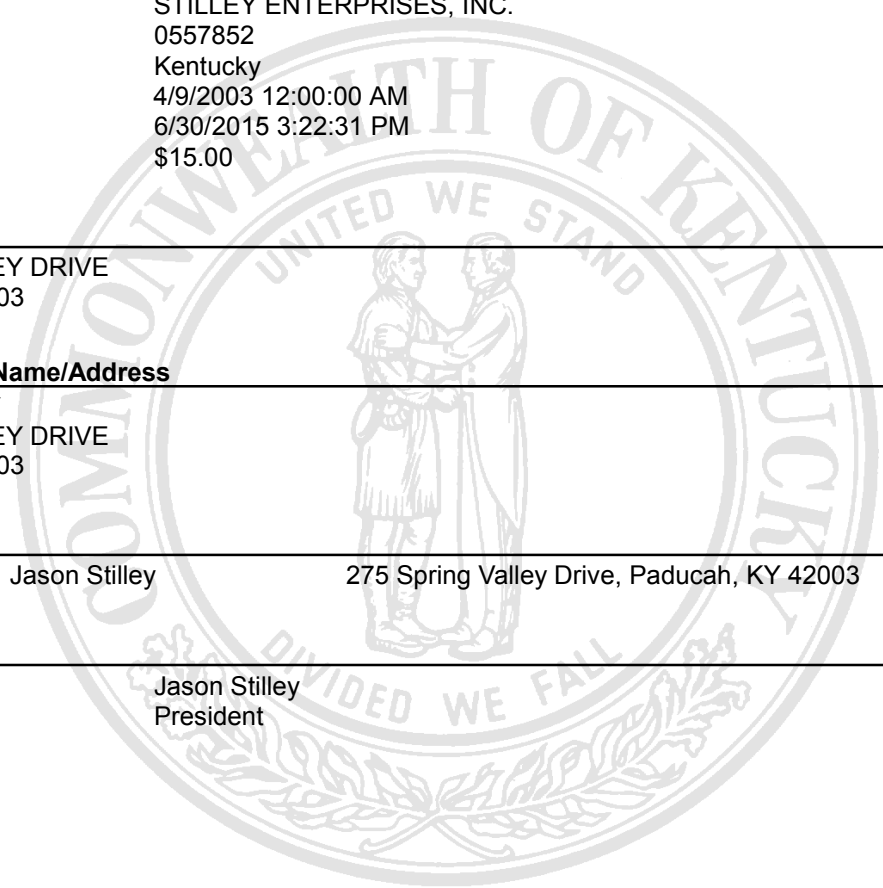 STILLEY ENTERPRISES, INC.
0557852
Kentucky
4/9/2003 12:00:00 AM
6/30/2015 3:22:31 PM
$15.00
EY DRIVE
03
Name/Address
EY DRIVE
03
Jason Stilley 275 Spring Valley Drive, Paducah, KY 42003
Jason Stilley
President
COMMONWEALTH OF KENTUCKY
UNITED WE STAND
DIVIDED WE FALL